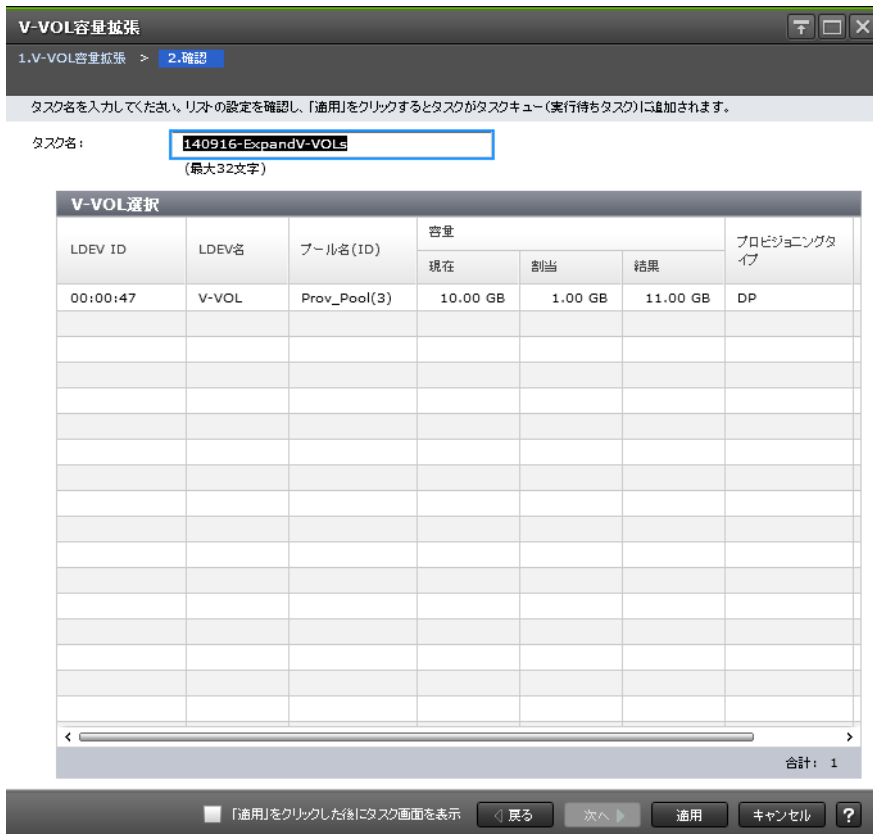 V-VOL容量拡張
1.V-VOL容量拡張 > 2.確認
タスク名を入力してください。リストの設定を確認し、「適用」をクリックするとタスクがタスクキュー(実行待ちタスク)に追加されます。
タスク名: 140916-ExpandV-VOLs
(最大32文字)
V-VOL選択
LDEV ID LDEV名 プール名(ID) 容量 プロビジョニングタ
イプ
現在 割当 結果
00:00:47 V-VOL Prov_Pool(3) 10.00 GB 1.00 GB 11.00 GB DP
合計: 1
「適用」をクリックした後にタスク画面を表示 戻る 次へ 適用 キャンセル ?